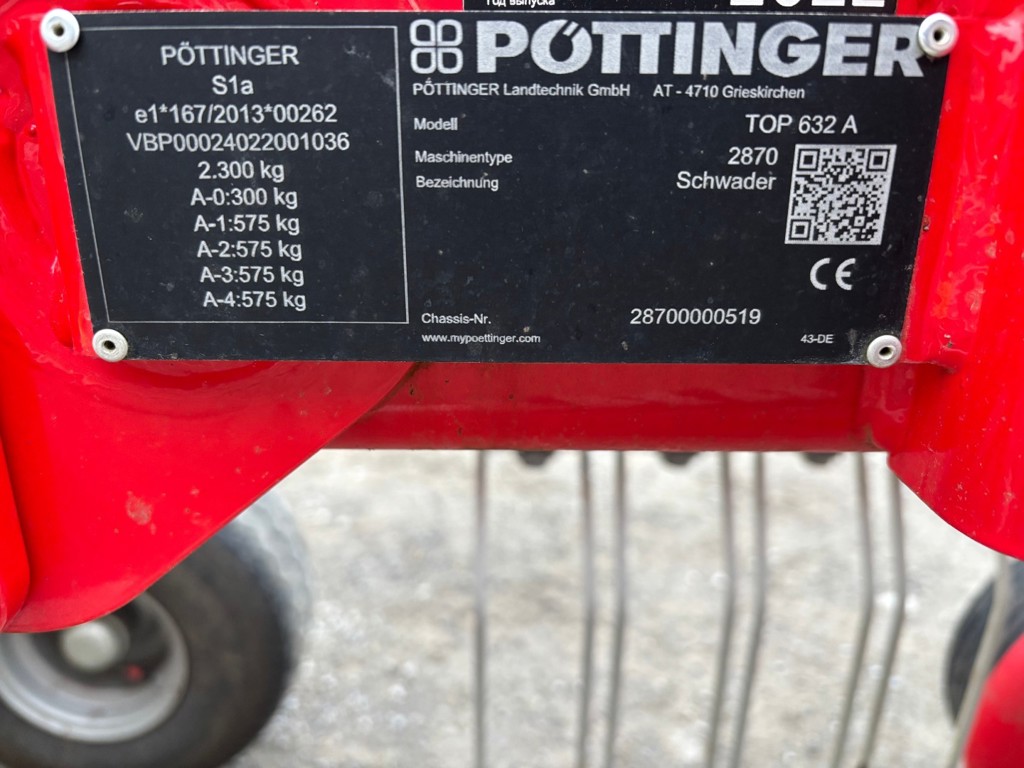 Год выпуска
PÖTTINGER
S1a
e1*167/2013*00262
VBP00024022001036
2.300 kg
A-0:300 kg
A-1:575 kg
A-2:575 kg
A-3:575 kg
A-4:575 kg
PÖTTINGER
PÖTTINGER Landtechnik GmbH AT - 4710 Grieskirchen
Modell TOP 632 A
Maschinentype 2870
Bezeichnung Schwader
CE
Chassis-Nr. 28700000519
www.mypoettinger.com 43-DE